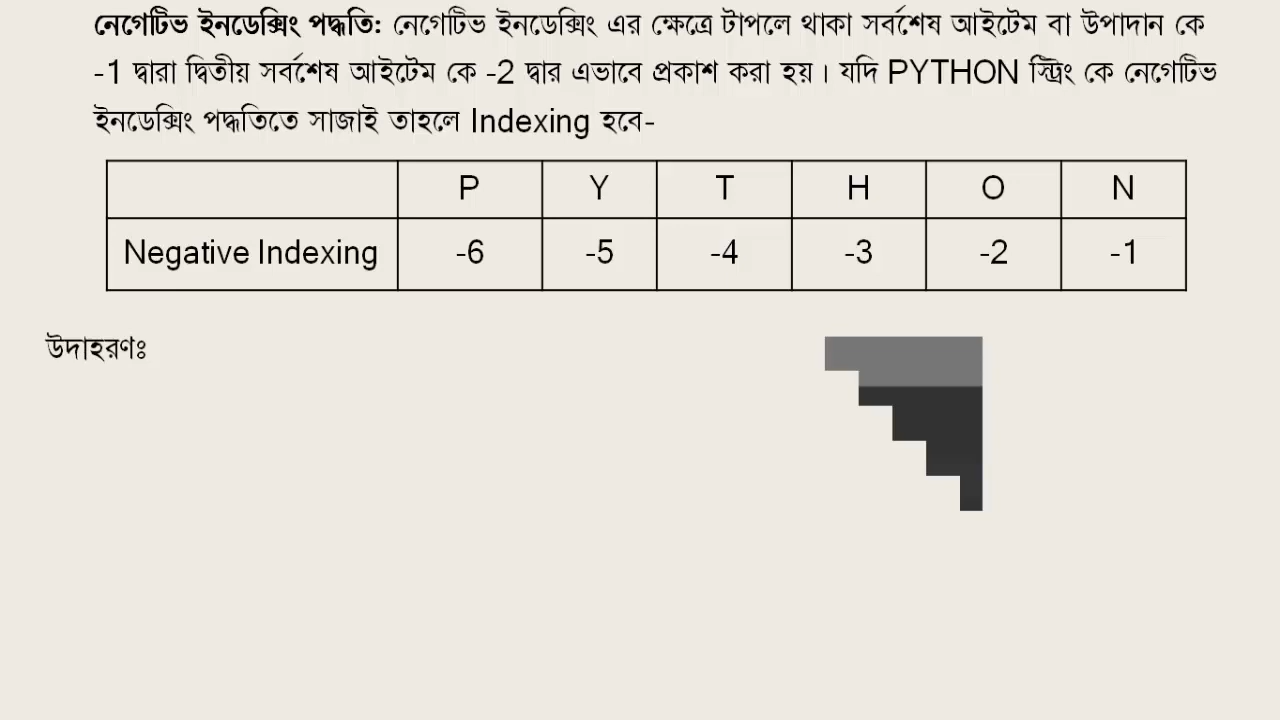 নেগেটিভ ইনডেক্সিং পদ্ধতি: নেগেটিভ ইনডেক্সিং এর ক্ষেত্রে টাপলে থাকা সর্বশেষ আইটেম বা উপাদান কে
-1 দ্বারা দ্বিতীয় সর্বশেষ আইটেম কে -2 দ্বার এভাবে প্রকাশ করা হয়। যদি PYTHON স্ট্রিং কে নেগেটিভ
ইনডেক্সিং পদ্ধতিতে সাজাই তাহলে Indexing হবে-
P Y T H O N
Negative Indexing -6 -5 -4 -3 -2 -1
উদাহরণঃ